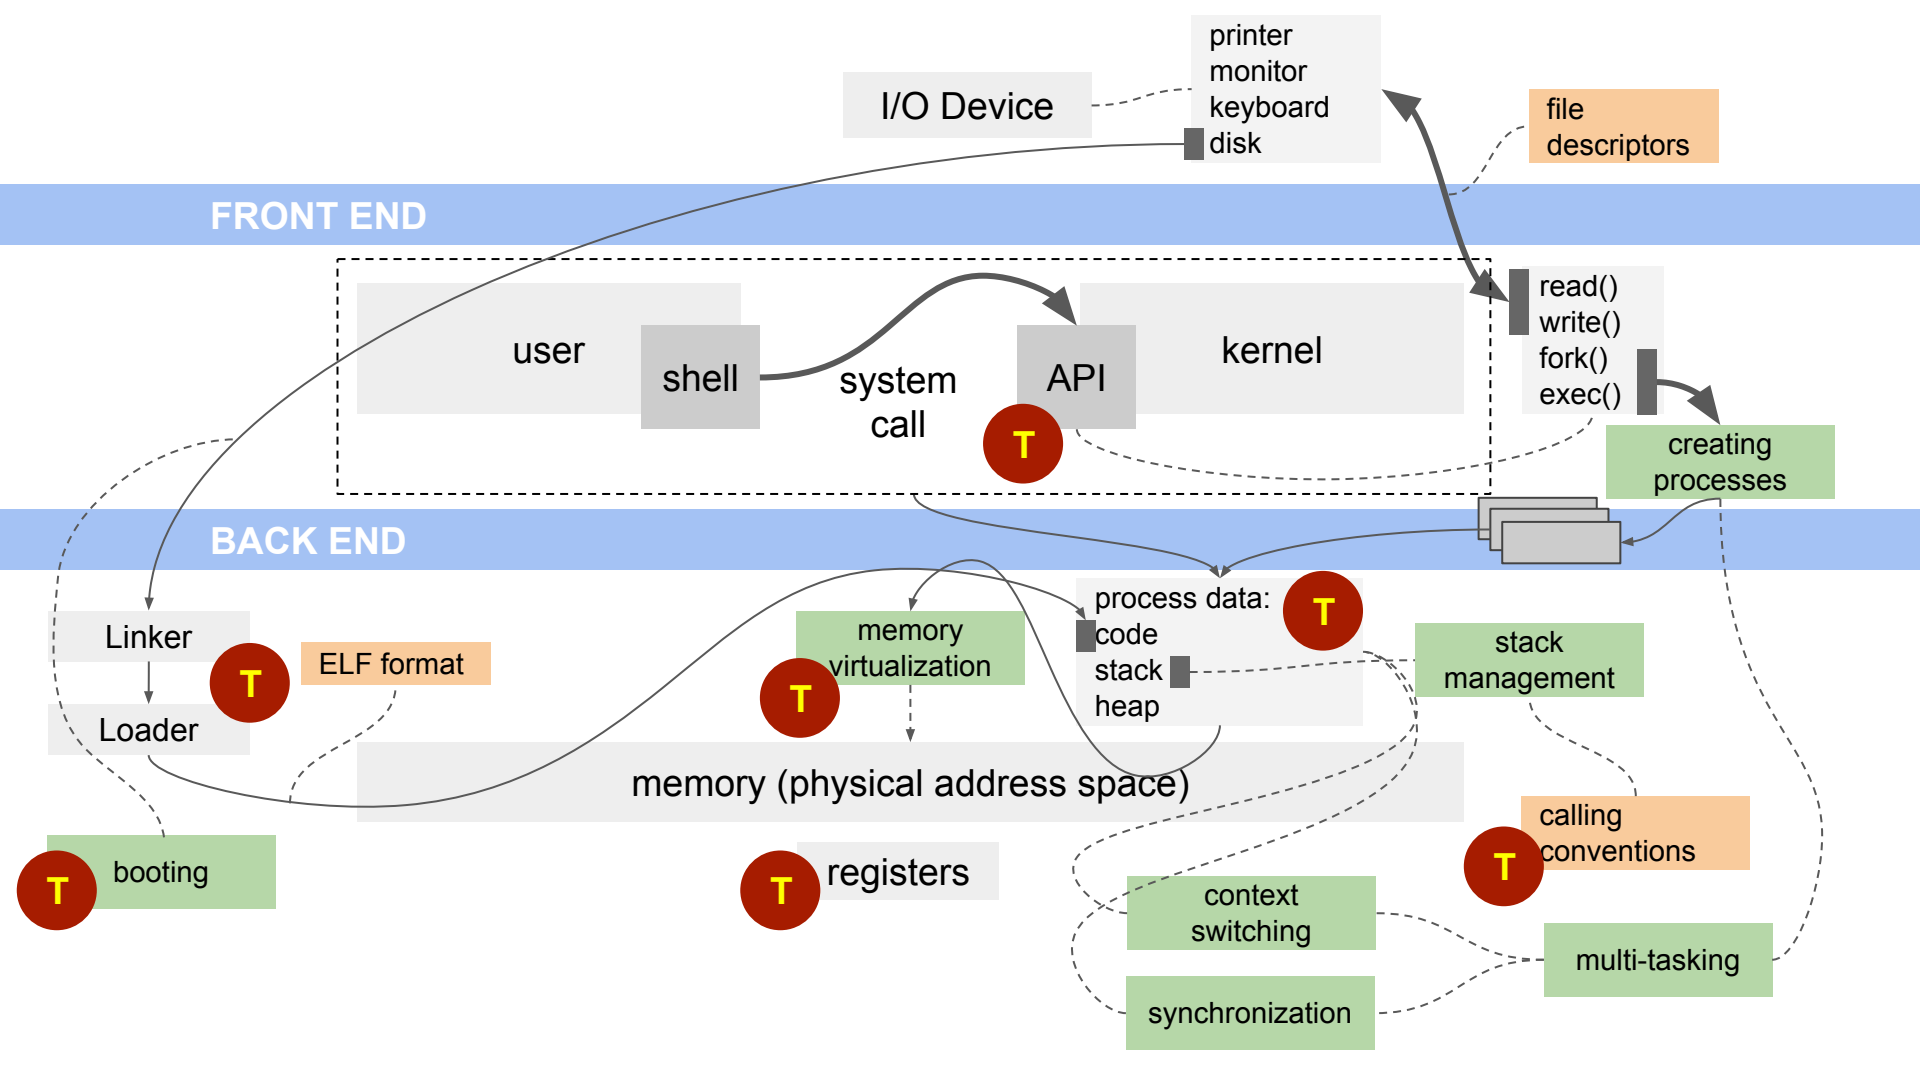 printer
monitor
keyboard
disk
I/O Device
file
descriptors
FRONT END
user
shell
system
call
API
T
kernel
read()
write()
fork()
exec()
creating
processes
BACK END
Linker
T
Loader
ELF format
memory
virtualization
T
process data:
code
stack
heap
T
stack
management
memory (physical address space)
booting
T
registers
T
calling
conventions
T
context
switching
multi-tasking
synchronization